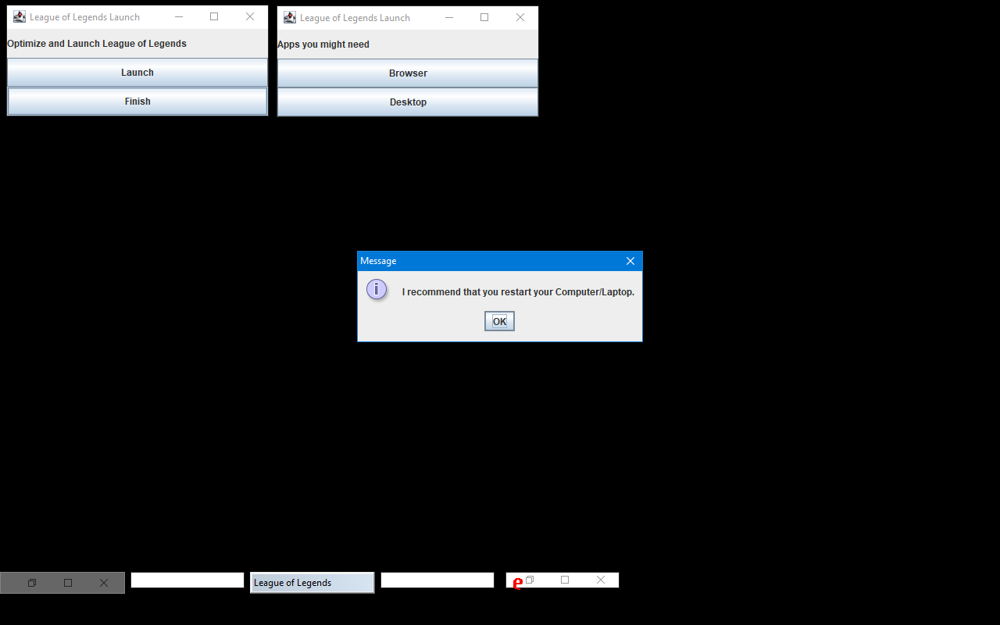 League of Legends Launch
Optimize and Launch League of Legends
Launch
Finish
League of Legends Launch
Apps you might need
Browser
Desktop
Message
I recommend that you restart your Computer/Laptop.
OK
League of Legends
e